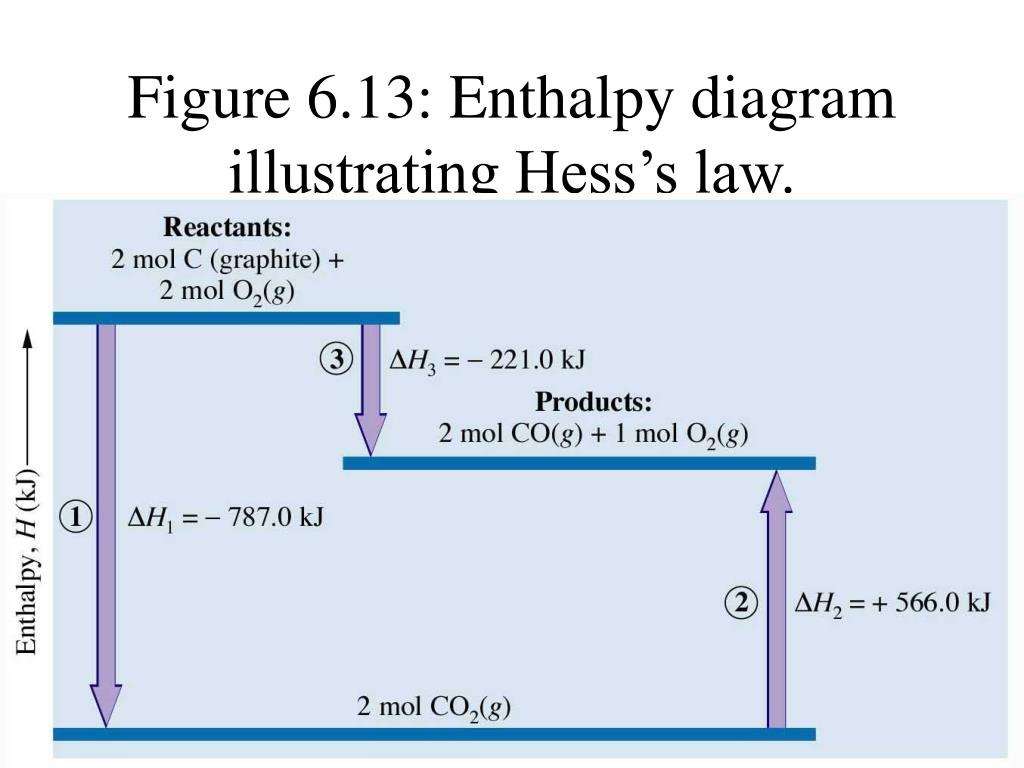 Figure 6.13: Enthalpy diagram
illustrating Hess’s law.
Reactants:
2 mol C (graphite) +
2 mol O₂(g)
③ ΔH₃ = − 221.0 kJ
Products:
2 mol CO(g) + 1 mol O₂(g)
Enthalpy, H (kJ)
① ΔH₁ = − 787.0 kJ
② ΔH₂ = + 566.0 kJ
2 mol CO₂(g)